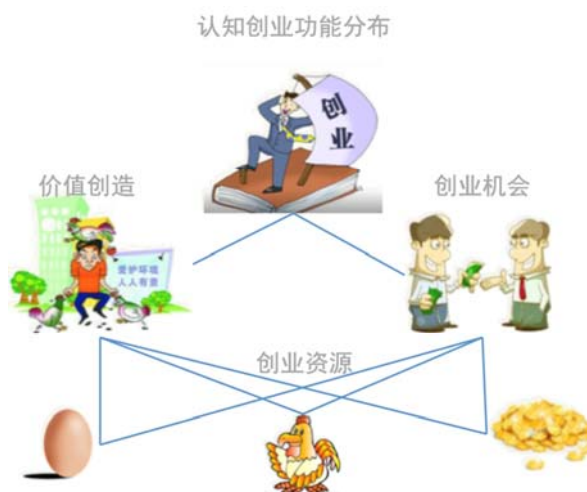 认知创业功能分布
创业
价值创造
创业机会
爱护环境
人人有责
创业资源